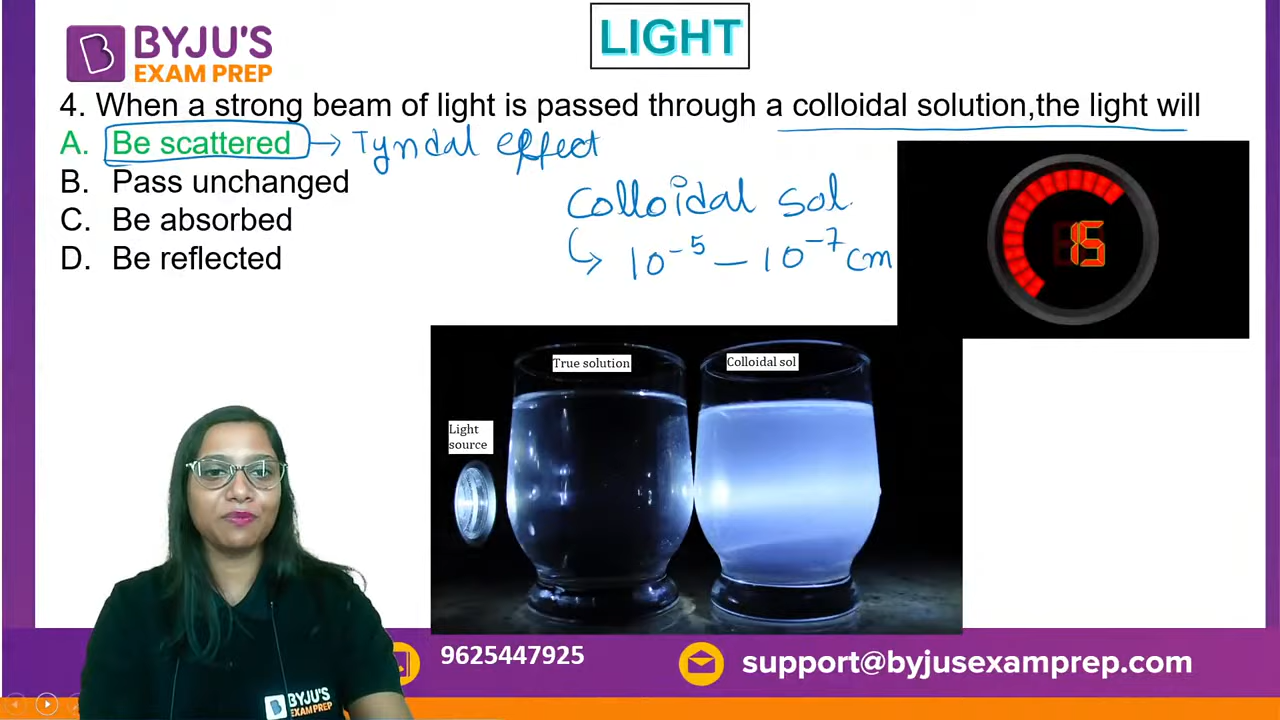 BYJU'S
EXAM PREP
LIGHT
4. When a strong beam of light is passed through a colloidal solution,the light will
A. Be scattered → Tyndal effect
B. Pass unchanged
C. Be absorbed
D. Be reflected
Colloidal sol.
10⁻⁵ – 10⁻⁷ cm
15
True solution
Colloidal sol
Light
source
BYJU'S
EXAM PREP
9625447925
support@byjusexamprep.com